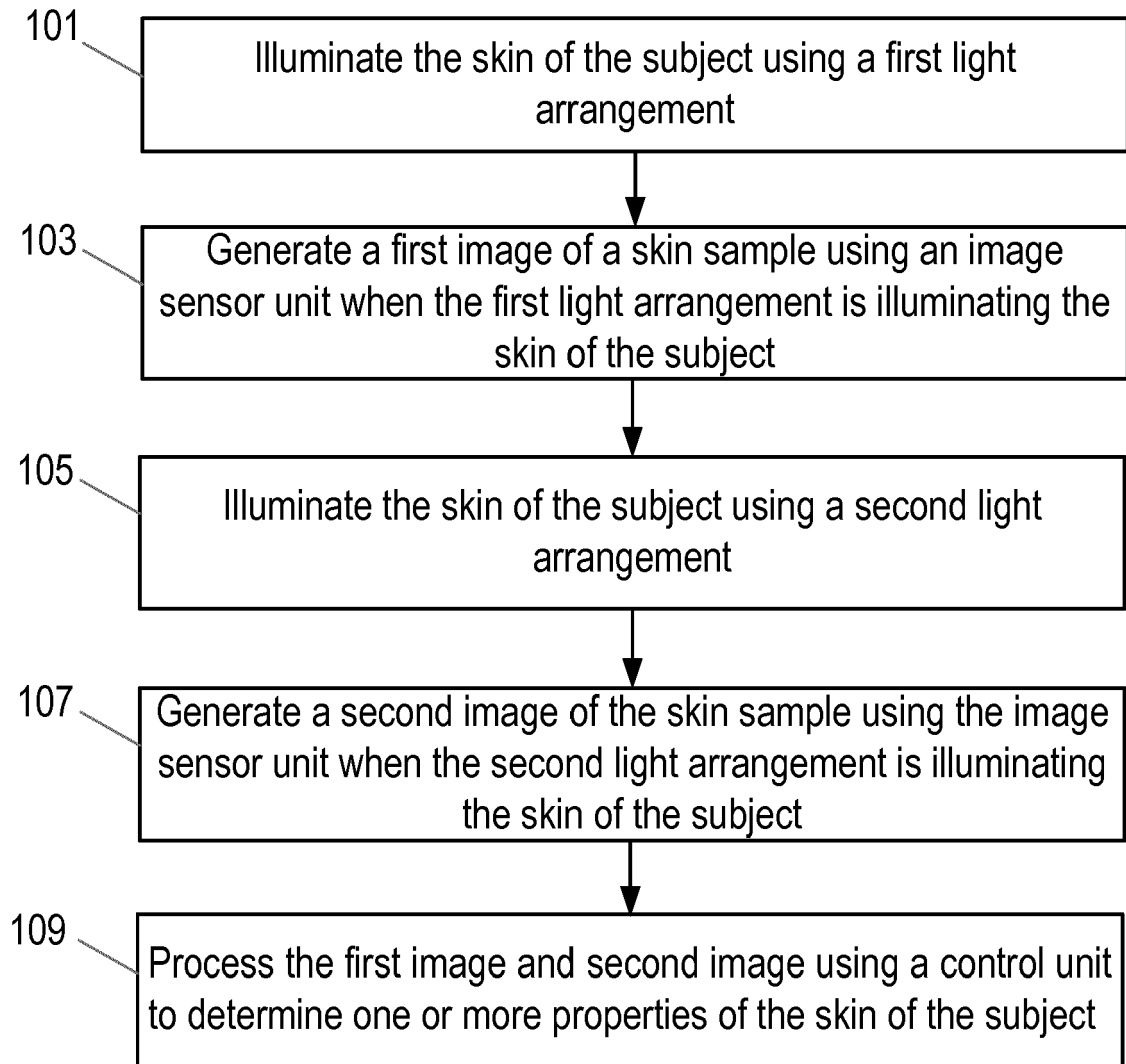 101
Illuminate the skin of the subject using a first light
arrangement
103
Generate a first image of a skin sample using an image
sensor unit when the first light arrangement is illuminating the
skin of the subject
105
Illuminate the skin of the subject using a second light
arrangement
107
Generate a second image of the skin sample using the image
sensor unit when the second light arrangement is illuminating
the skin of the subject
109
Process the first image and second image using a control unit
to determine one or more properties of the skin of the subject